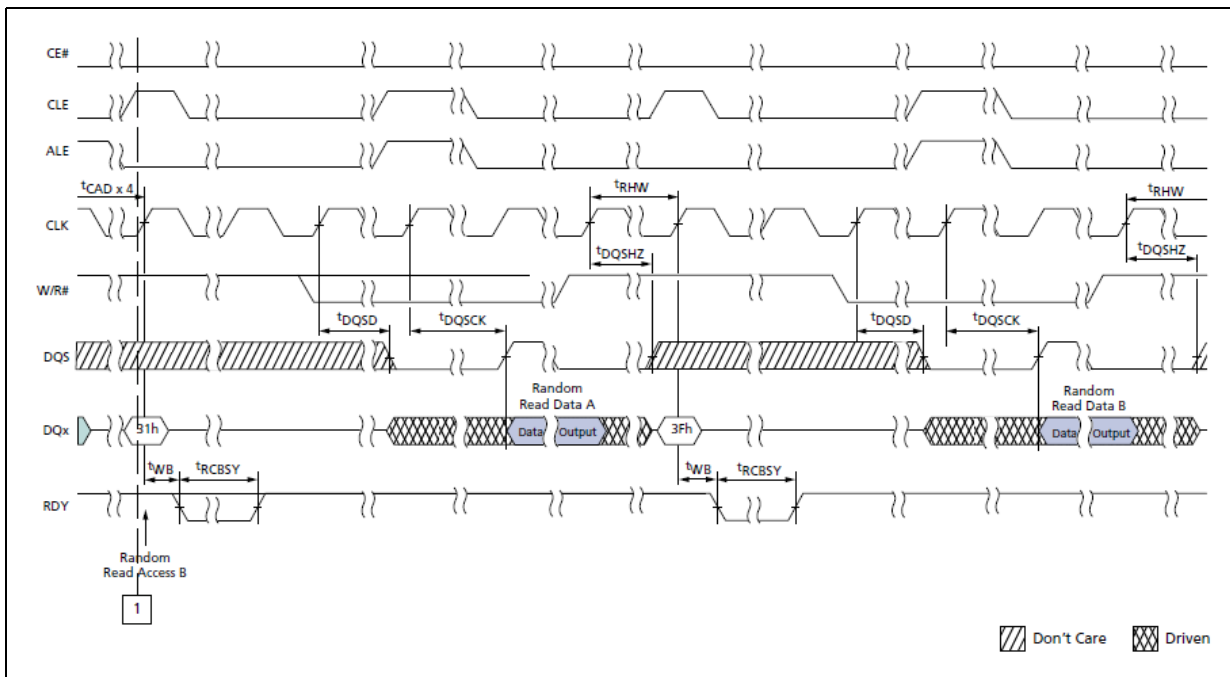 CE#
CLE
ALE
tCAD x 4
tRHW
tRHW
CLK
tDQSHZ
tDQSHZ
W/R#
tDQSD
tDQSCK
tDQSD
tDQSCK
DQS
Random
Read Data A
Random
Read Data B
DQx
31h
Data
Output
3Fh
Data
Output
tWB
tRCBSY
tWB
tRCBSY
RDY
Random
Read Access B
1
Don't Care
Driven